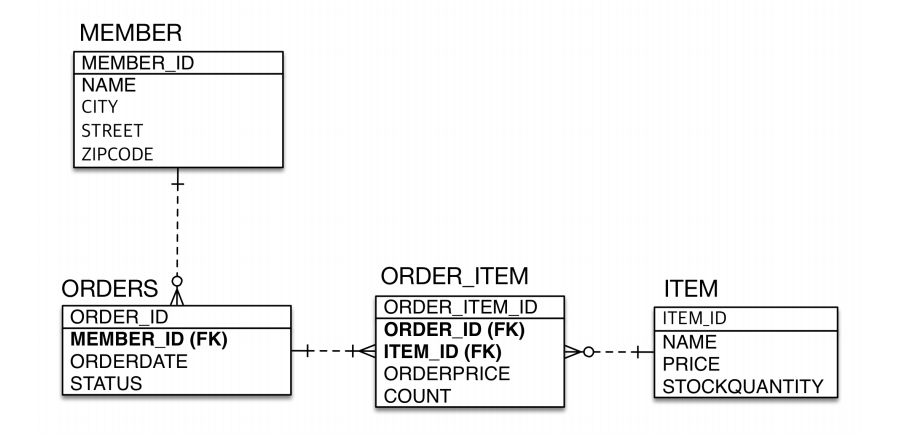 MEMBER
MEMBER_ID
NAME
CITY
STREET
ZIPCODE
ORDERS
ORDER_ID
MEMBER_ID (FK)
ORDERDATE
STATUS
ORDER_ITEM
ORDER_ITEM_ID
ORDER_ID (FK)
ITEM_ID (FK)
ORDERPRICE
COUNT
ITEM
ITEM_ID
NAME
PRICE
STOCKQUANTITY